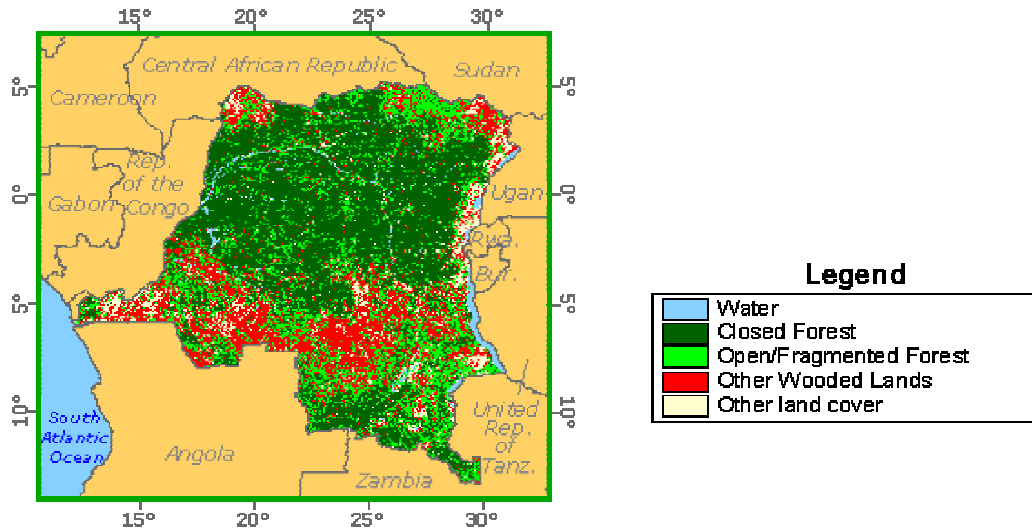 15° 20° 25° 30°
Central African Republic
Sudan
5° 5°
Cameroon
Rep.
of the
Congo
Ugan
0° 0°
Gabon
Rwa.
Bur.
5° 5°
Legend
Water
Closed Forest
Open/Fragmented Forest
Other Wooded Lands
Other land cover
10° 10°
South
Atlantic
Ocean
Angola
Zambia
United
Rep.
of
Tanz.
15° 20° 25° 30°